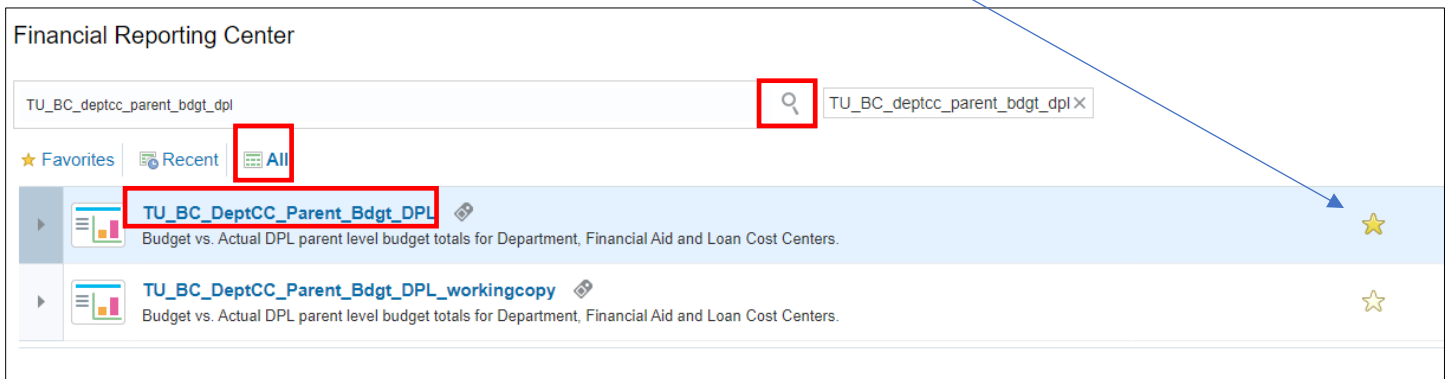 Financial Reporting Center
TU_BC_deptcc_parent_bdgt_dpl TU_BC_deptcc_parent_bdgt_dpl ×
Favorites Recent All
TU_BC_DeptCC_Parent_Bdgt_DPL
Budget vs. Actual DPL parent level budget totals for Department, Financial Aid and Loan Cost Centers.
TU_BC_DeptCC_Parent_Bdgt_DPL_workingcopy
Budget vs. Actual DPL parent level budget totals for Department, Financial Aid and Loan Cost Centers.